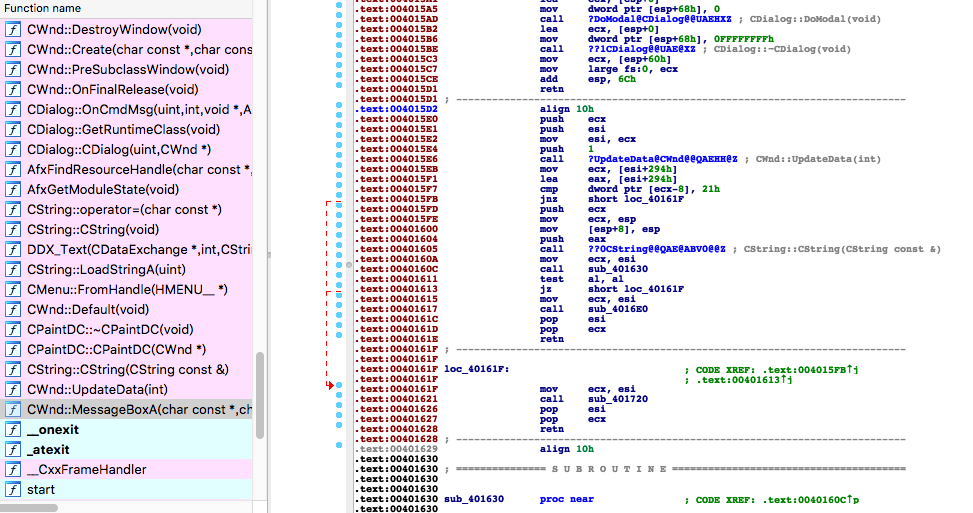 Function name
CWnd::DestroyWindow(void)
CWnd::Create(char const *,char cons
CWnd::PreSubclassWindow(void)
CWnd::OnFinalRelease(void)
CDialog::OnCmdMsg(uint,int,void *,A
CDialog::GetRuntimeClass(void)
CDialog::CDialog(uint,CWnd *)
AfxFindResourceHandle(char const *,
AfxGetModuleState(void)
CString::operator=(char const *)
CString::CString(void)
DDX_Text(CDataExchange *,int,CStrin
CString::LoadStringA(uint)
CMenu::FromHandle(HMENU__ *)
CWnd::Default(void)
CPaintDC::~CPaintDC(void)
CPaintDC::CPaintDC(CWnd *)
CString::CString(CString const &)
CWnd::UpdateData(int)
CWnd::MessageBoxA(char const *,ch
__onexit
_atexit
__CxxFrameHandler
start
.text:004015A5 mov dword ptr [esp+68h], 0
.text:004015AD call ?DoModal@CDialog@@UAEHXZ ; CDialog::DoModal(void)
.text:004015B2 lea ecx, [esp+0]
.text:004015B6 mov dword ptr [esp+68h], 0FFFFFFFFh
.text:004015BE call ??1CDialog@@UAE@XZ ; CDialog::~CDialog(void)
.text:004015C3 mov ecx, [esp+60h]
.text:004015C7 mov large fs:0, ecx
.text:004015CE add esp, 6Ch
.text:004015D1 retn
.text:004015D1 ; ---------------------------------------------------------------------------
.text:004015D2 align 10h
.text:004015E0 push ecx
.text:004015E1 push esi
.text:004015E2 mov esi, ecx
.text:004015E4 push 1
.text:004015E6 call ?UpdateData@CWnd@@QAEHH@Z ; CWnd::UpdateData(int)
.text:004015EB mov ecx, [esi+294h]
.text:004015F1 lea eax, [esi+294h]
.text:004015F7 cmp dword ptr [ecx-8], 21h
.text:004015FB jnz short loc_40161F
.text:004015FD push ecx
.text:004015FE mov ecx, esp
.text:00401600 mov [esp+8], esp
.text:00401604 push eax
.text:00401605 call ??0CString@@QAE@ABV0@@Z ; CString::CString(CString const &)
.text:0040160A mov ecx, esi
.text:0040160C call sub_401630
.text:00401611 test al, al
.text:00401613 jz short loc_40161F
.text:00401615 mov ecx, esi
.text:00401617 call sub_4016E0
.text:0040161C pop esi
.text:0040161D pop ecx
.text:0040161E retn
.text:0040161F ; ---------------------------------------------------------------------------
.text:0040161F
.text:0040161F loc_40161F: ; CODE XREF: .text:004015FB↑j
.text:0040161F ; .text:00401613↑j
.text:0040161F mov ecx, esi
.text:00401621 call sub_401720
.text:00401626 pop esi
.text:00401627 pop ecx
.text:00401628 retn
.text:00401628 ; ---------------------------------------------------------------------------
.text:00401629 align 10h
.text:00401630
.text:00401630 ; =============== S U B R O U T I N E =======================================
.text:00401630
.text:00401630
.text:00401630 sub_401630 proc near ; CODE XREF: .text:0040160C↑p
.text:00401630